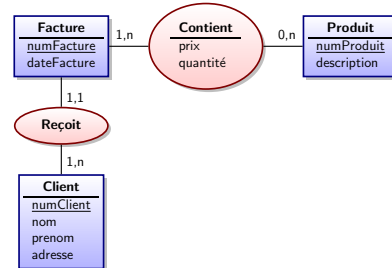 Facture
numFacture
dateFacture
1,n
Contient
prix
quantité
0,n
Produit
numProduit
description
1,1
Reçoit
1,n
Client
numClient
nom
prenom
adresse